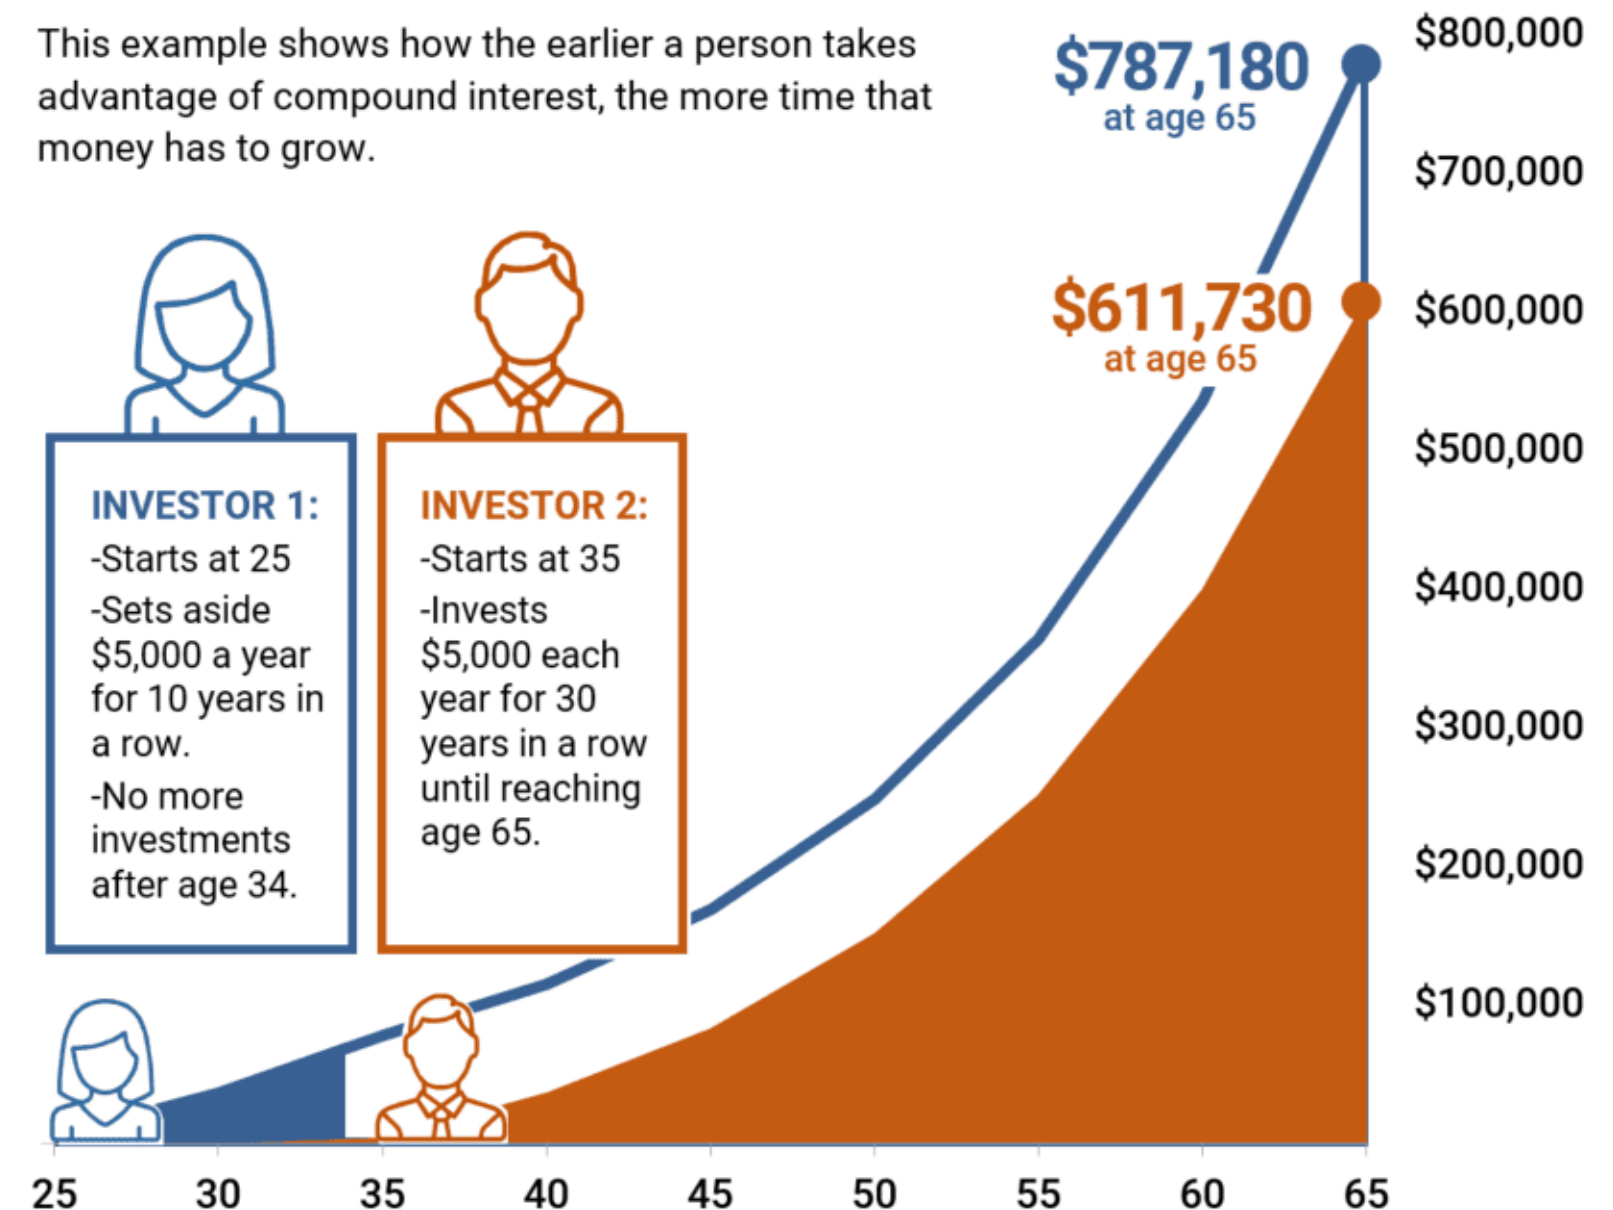 This example shows how the earlier a person takes
advantage of compound interest, the more time that
money has to grow.
$787,180
at age 65
$611,730
at age 65
INVESTOR 1:
-Starts at 25
-Sets aside
$5,000 a year
for 10 years in
a row.
-No more
investments
after age 34.
INVESTOR 2:
-Starts at 35
-Invests
$5,000 each
year for 30
years in a row
until reaching
age 65.
$800,000
$700,000
$600,000
$500,000
$400,000
$300,000
$200,000
$100,000
25 30 35 40 45 50 55 60 65